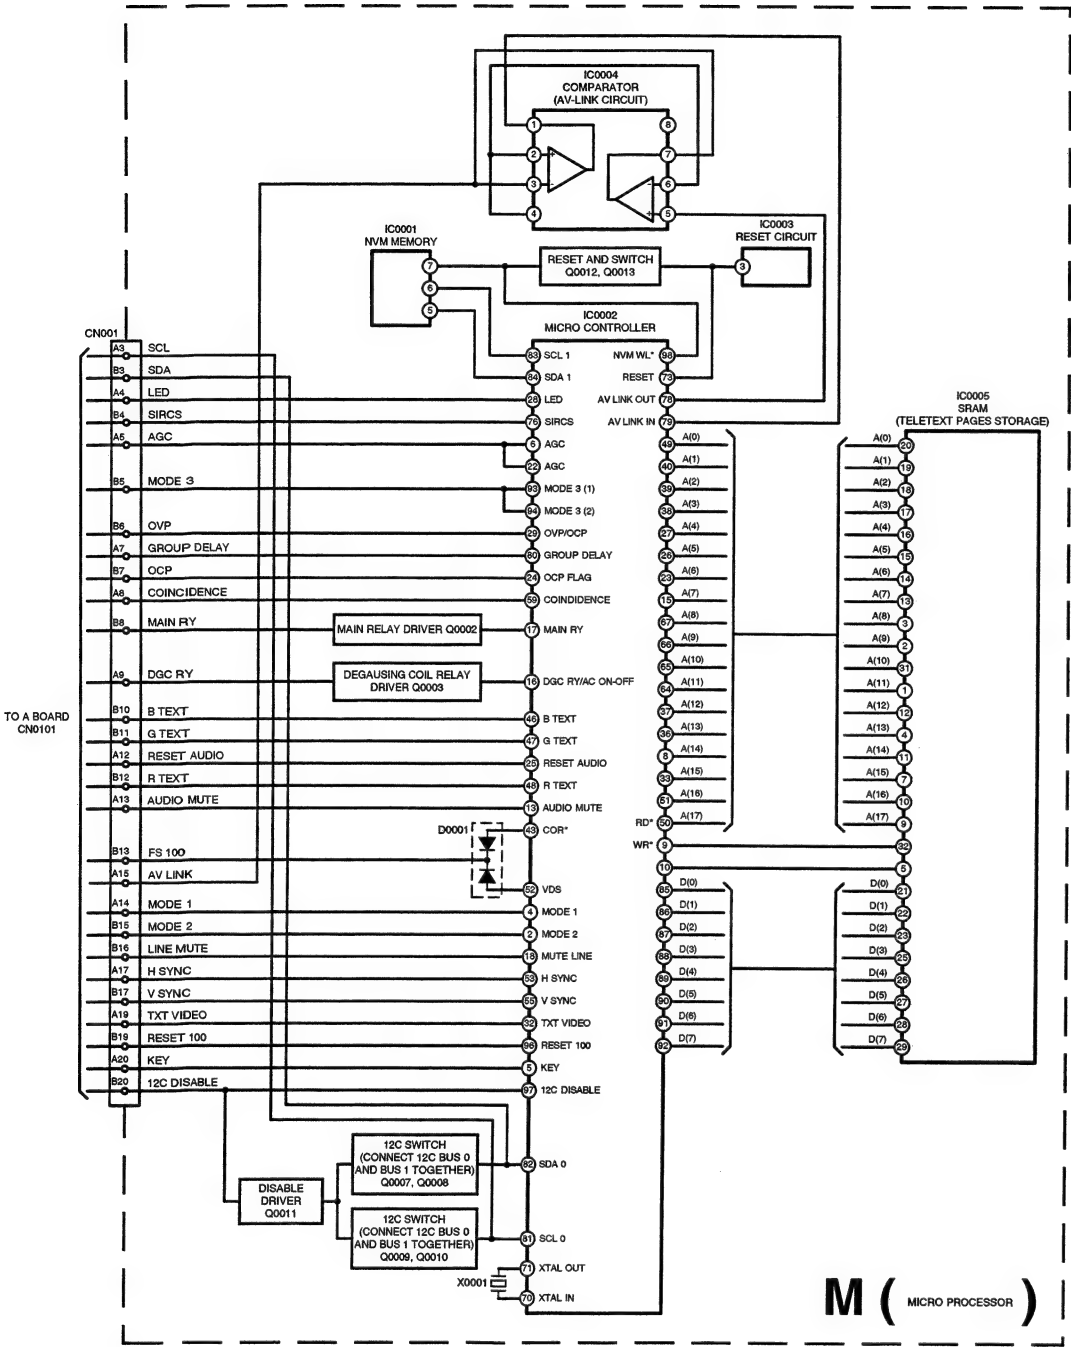 IC0004
COMPARATOR
(AV-LINK CIRCUIT)
1
2
3
4
8
7
6
5
+
-
-
+
IC0001
NVM MEMORY
7
6
5
RESET AND SWITCH
Q0012, Q0013
IC0003
RESET CIRCUIT
3
IC0002
MICRO CONTROLLER
CN001
A3 SCL
B3 SDA
A4 LED
B4 SIRCS
A5 AGC
B5 MODE 3
B6 OVP
A7 GROUP DELAY
B7 OCP
A8 COINCIDENCE
B8 MAIN RY
A9 DGC RY
B10 B TEXT
B11 G TEXT
A12 RESET AUDIO
B12 R TEXT
A13 AUDIO MUTE
B13 FS 100
A15 AV LINK
A14 MODE 1
B15 MODE 2
B16 LINE MUTE
A17 H SYNC
B17 V SYNC
A19 TXT VIDEO
B19 RESET 100
A20 KEY
B20 12C DISABLE
TO A BOARD
CN0101
MAIN RELAY DRIVER Q0002
DEGAUSING COIL RELAY
DRIVER Q0003
D0001
83 SCL 1
84 SDA 1
28 LED
76 SIRCS
6 AGC
22 AGC
93 MODE 3 (1)
94 MODE 3 (2)
29 OVP/OCP
80 GROUP DELAY
24 OCP FLAG
59 COINDIDENCE
17 MAIN RY
16 DGC RY/AC ON-OFF
46 B TEXT
47 G TEXT
25 RESET AUDIO
48 R TEXT
13 AUDIO MUTE
43 COR*
52 VDS
4 MODE 1
2 MODE 2
18 MUTE LINE
53 H SYNC
55 V SYNC
32 TXT VIDEO
96 RESET 100
5 KEY
97 12C DISABLE
82 SDA 0
81 SCL 0
71 XTAL OUT
70 XTAL IN
NVM WL* 98
RESET 73
AV LINK OUT 78
AV LINK IN 79
49 A(0)
40 A(1)
39 A(2)
38 A(3)
27 A(4)
26 A(5)
23 A(6)
15 A(7)
67 A(8)
66 A(9)
65 A(10)
64 A(11)
37 A(12)
36 A(13)
8 A(14)
33 A(15)
51 A(16)
RD* 50 A(17)
WR* 9
10
85 D(0)
86 D(1)
87 D(2)
88 D(3)
89 D(4)
90 D(5)
91 D(6)
92 D(7)
IC0005
SRAM
(TELETEXT PAGES STORAGE)
A(0) 20
A(1) 19
A(2) 18
A(3) 17
A(4) 16
A(5) 15
A(6) 14
A(7) 13
A(8) 3
A(9) 2
A(10) 31
A(11) 1
A(12) 12
A(13) 4
A(14) 11
A(15) 7
A(16) 10
A(17) 9
32
5
D(0) 21
D(1) 22
D(2) 23
D(3) 25
D(4) 26
D(5) 27
D(6) 28
D(7) 29
12C SWITCH
(CONNECT 12C BUS 0
AND BUS 1 TOGETHER)
Q0007, Q0008
DISABLE
DRIVER
Q0011
12C SWITCH
(CONNECT 12C BUS 0
AND BUS 1 TOGETHER)
Q0009, Q0010
X0001
M ( MICRO PROCESSOR )